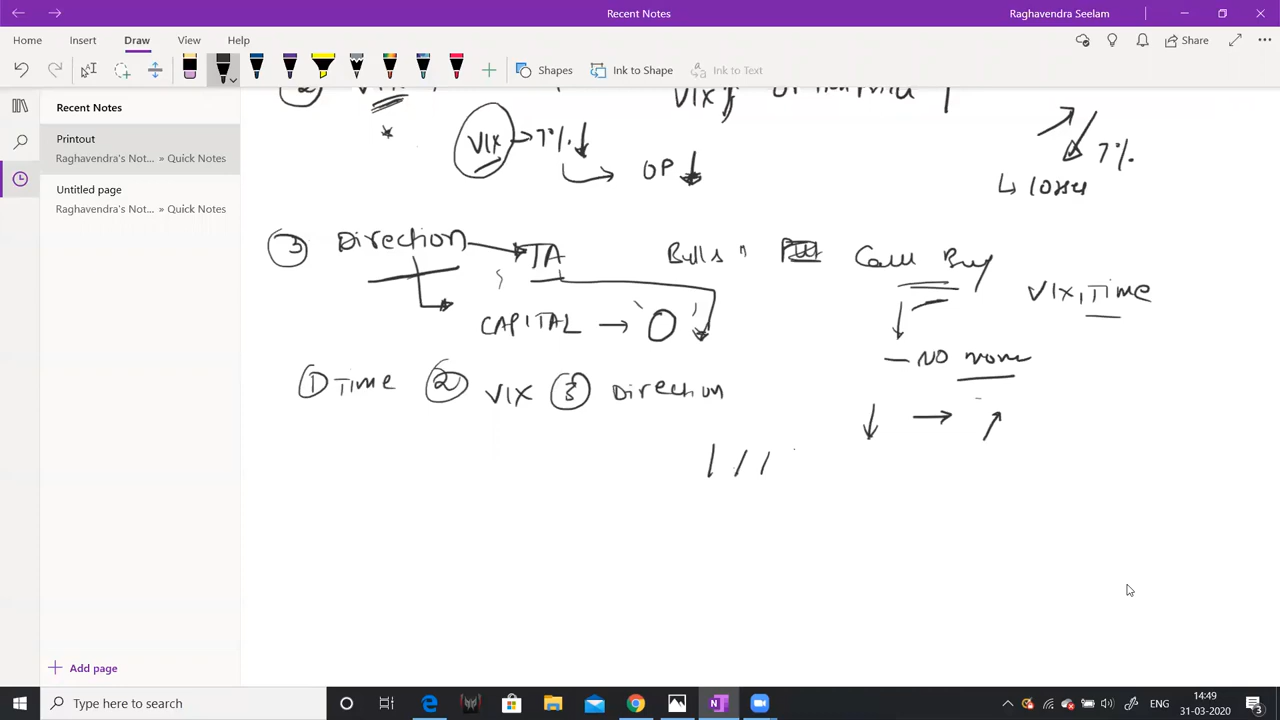 Recent Notes
Raghavendra Seelam
Home Insert Draw View Help
Share
Shapes
Ink to Shape
Ink to Text
Recent Notes
Printout
Raghavendra's Not... » Quick Notes
Untitled page
Raghavendra's Not... » Quick Notes
Add page
2
VIX
VIX → 7% ↓
OP ↓
7%
↳ losses
3 Direction → TA
Bulls " Call Buy
VIX, Time
CAPITAL → 0
- NO move
1 Time 2 VIX 3 Direction
↓ → ↗
Type here to search
ENG
14:49
31-03-2020
3